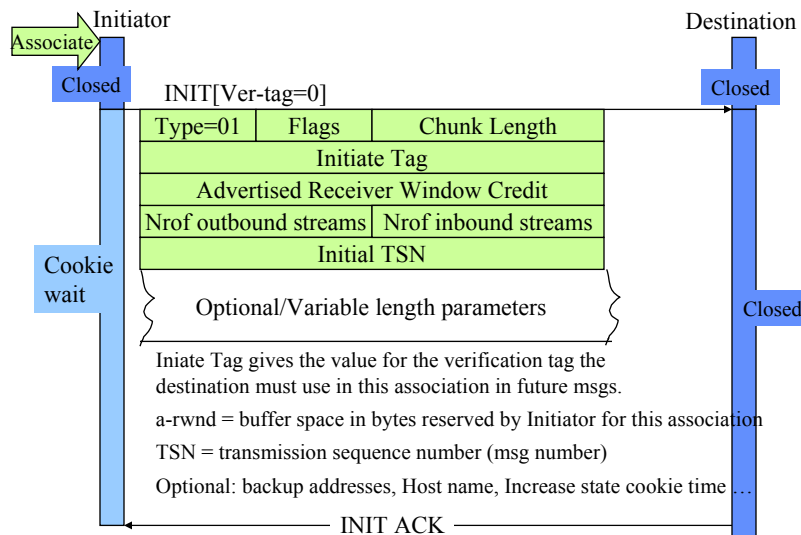 Initiator
Destination
Associate
Closed
Closed
INIT[Ver-tag=0]
Type=01
Flags
Chunk Length
Initiate Tag
Advertised Receiver Window Credit
Nrof outbound streams
Nrof inbound streams
Initial TSN
Cookie
wait
Optional/Variable length parameters
Closed
Iniate Tag gives the value for the verification tag the
destination must use in this association in future msgs.
a-rwnd = buffer space in bytes reserved by Initiator for this association
TSN = transmission sequence number (msg number)
Optional: backup addresses, Host name, Increase state cookie time …
INIT ACK